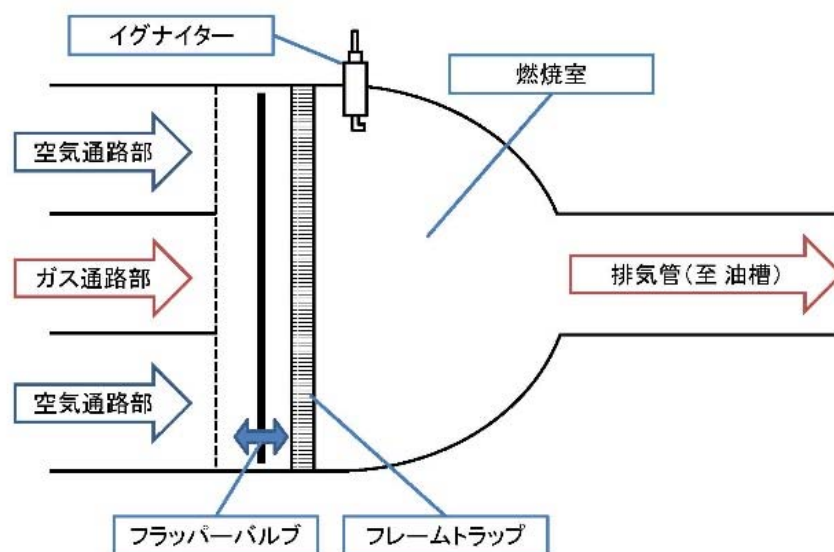 イグナイター
燃焼室
空気通路部
ガス通路部
排気管(至 油槽)
空気通路部
フラッパーバルブ
フレームトラップ